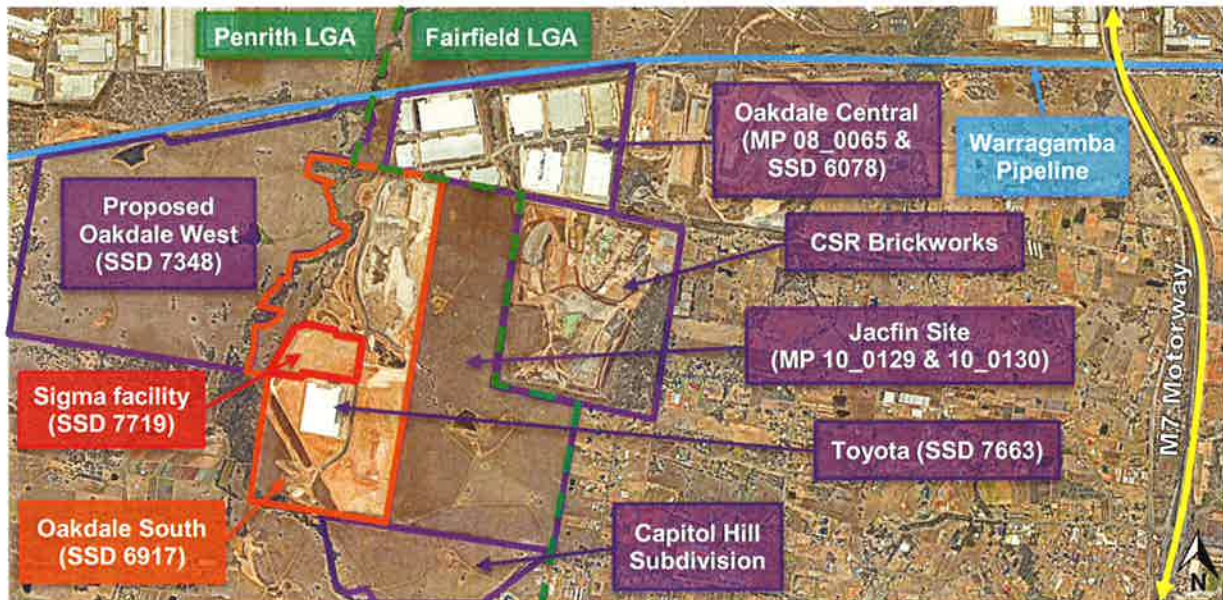 Penrith LGA
Fairfield LGA
Oakdale Central
(MP 08_0065 &
SSD 6078)
Warragamba
Pipeline
Proposed
Oakdale West
(SSD 7348)
CSR Brickworks
Jacfin Site
(MP 10_0129 & 10_0130)
M7 Motorway
Sigma facility
(SSD 7719)
Toyota (SSD 7663)
Oakdale South
(SSD 6917)
Capitol Hill
Subdivision
N